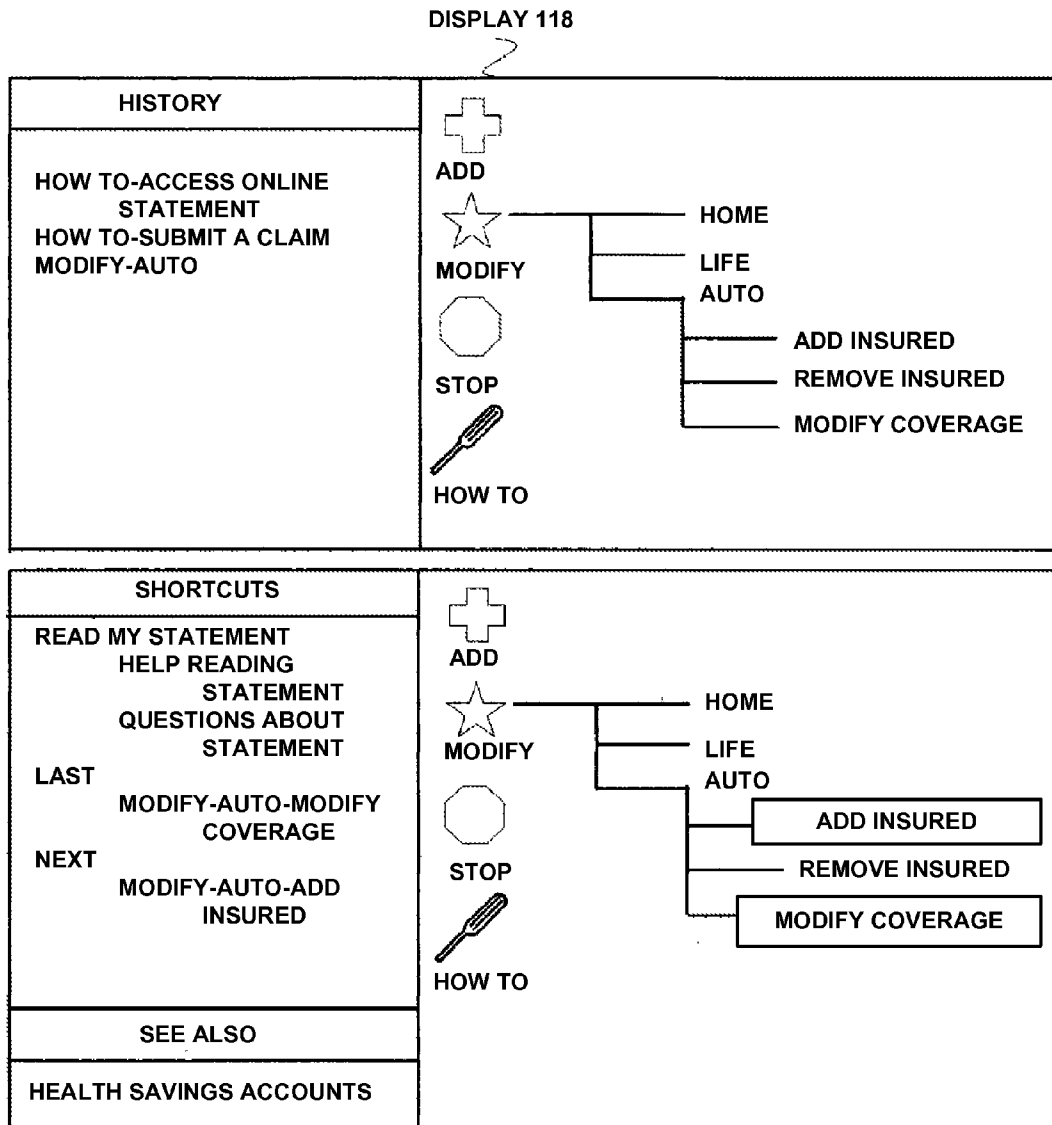 DISPLAY 118
HISTORY
HOW TO-ACCESS ONLINE
STATEMENT
HOW TO-SUBMIT A CLAIM
MODIFY-AUTO
ADD
MODIFY
STOP
HOW TO
HOME
LIFE
AUTO
ADD INSURED
REMOVE INSURED
MODIFY COVERAGE
SHORTCUTS
READ MY STATEMENT
HELP READING
STATEMENT
QUESTIONS ABOUT
STATEMENT
LAST
MODIFY-AUTO-MODIFY
COVERAGE
NEXT
MODIFY-AUTO-ADD
INSURED
SEE ALSO
HEALTH SAVINGS ACCOUNTS
ADD
MODIFY
STOP
HOW TO
HOME
LIFE
AUTO
ADD INSURED
REMOVE INSURED
MODIFY COVERAGE